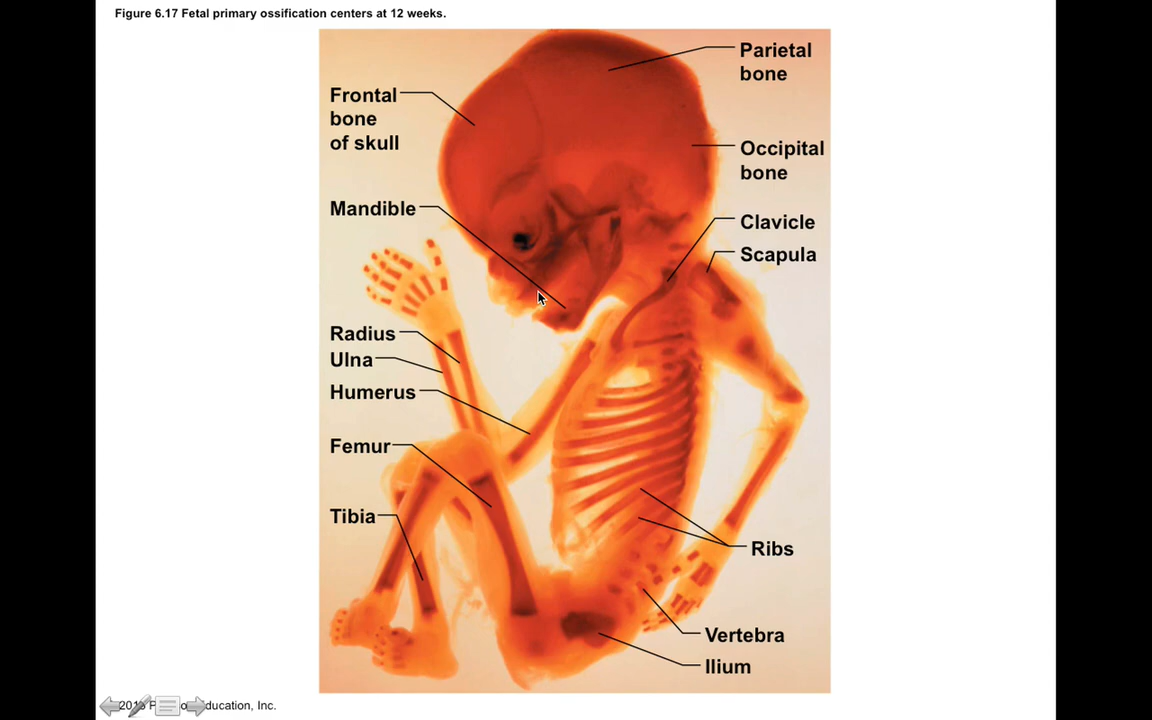 Figure 6.17 Fetal primary ossification centers at 12 weeks.
Parietal
bone
Frontal
bone
of skull
Occipital
bone
Mandible
Clavicle
Scapula
Radius
Ulna
Humerus
Femur
Tibia
Ribs
Vertebra
Ilium
Inc.